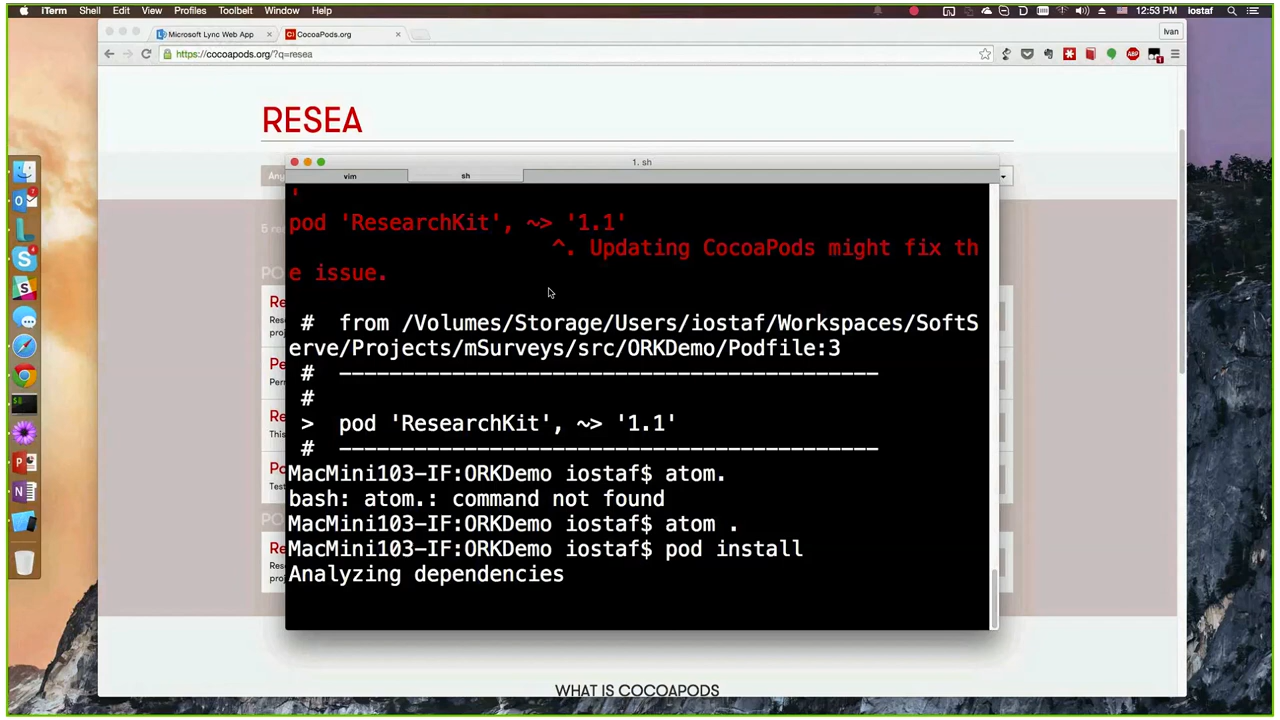 iTerm Shell Edit View Profiles Toolbelt Window Help 12:53 PM iostaf
Microsoft Lync Web App CocoaPods.org Ivan
https://cocoapods.org/?q=resea
RESEA
1. sh
vim sh
pod 'ResearchKit', ~> '1.1'
^. Updating CocoaPods might fix th
e issue.
# from /Volumes/Storage/Users/iostaf/Workspaces/SoftS
erve/Projects/mSurveys/src/ORKDemo/Podfile:3
# -------------------------------------------
#
> pod 'ResearchKit', ~> '1.1'
# -------------------------------------------
MacMini103-IF:ORKDemo iostaf$ atom.
bash: atom.: command not found
MacMini103-IF:ORKDemo iostaf$ atom .
MacMini103-IF:ORKDemo iostaf$ pod install
Analyzing dependencies
WHAT IS COCOAPODS